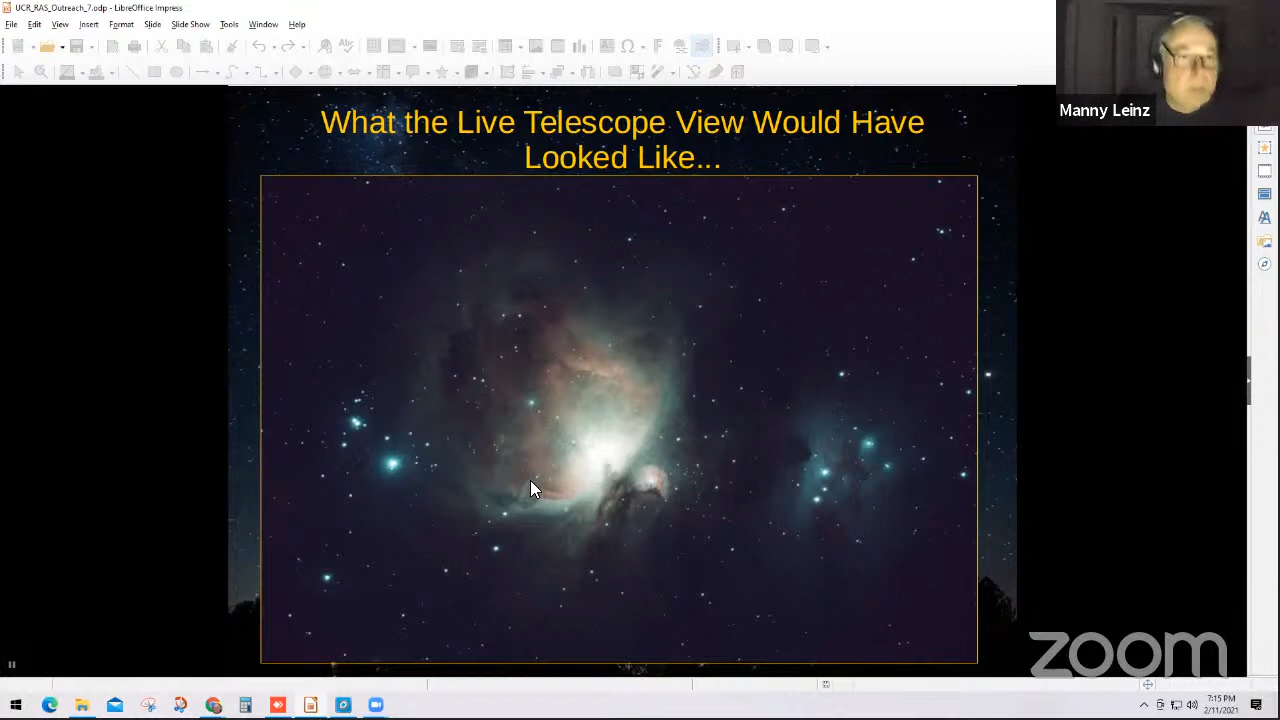 UCR_RAS_Outreach_7.odp - LibreOffice Impress
File Edit View Insert Format Slide Slide Show Tools Window Help
Manny Leinz
What the Live Telescope View Would Have
Looked Like...
zoom
7:15 PM
2/11/2021